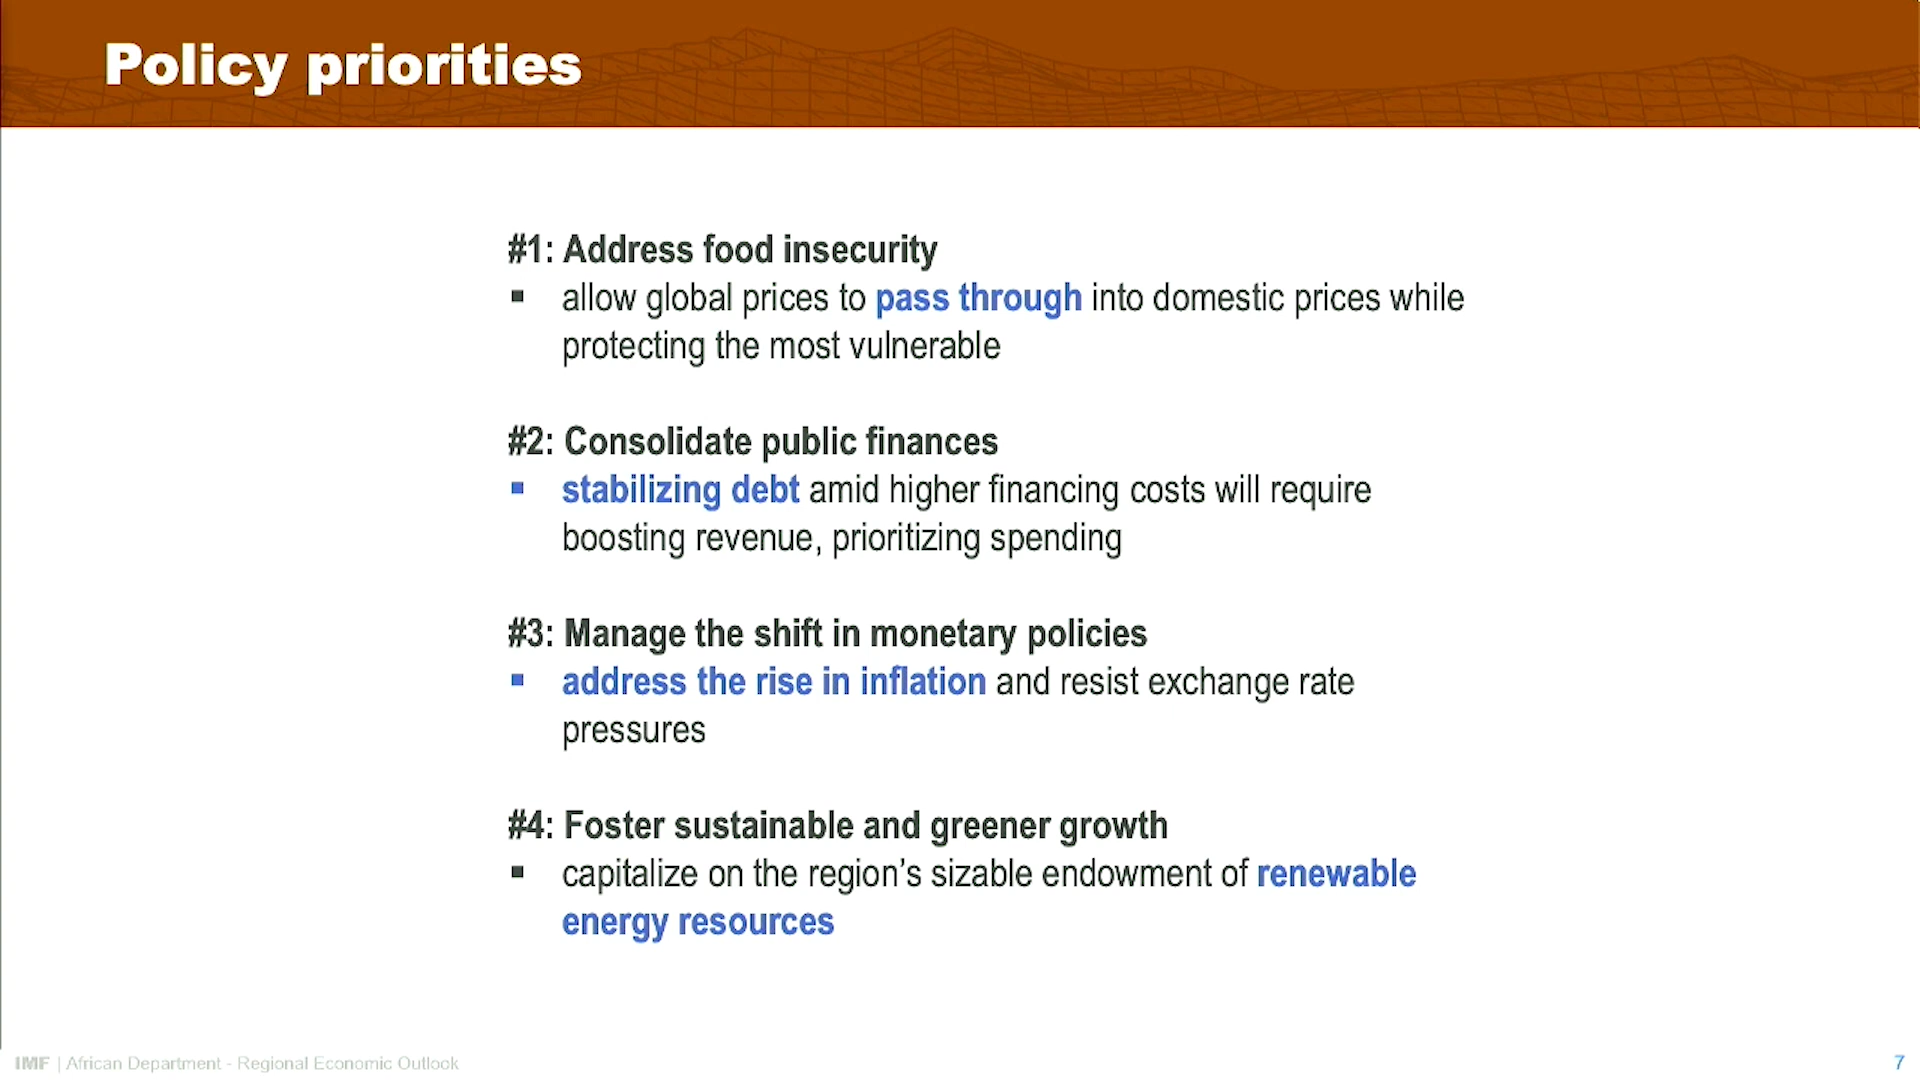 Policy priorities
#1: Address food insecurity
▪ allow global prices to pass through into domestic prices while
protecting the most vulnerable
#2: Consolidate public finances
▪ stabilizing debt amid higher financing costs will require
boosting revenue, prioritizing spending
#3: Manage the shift in monetary policies
▪ address the rise in inflation and resist exchange rate
pressures
#4: Foster sustainable and greener growth
▪ capitalize on the region’s sizable endowment of renewable
energy resources
IMF | African Department - Regional Economic Outlook
7